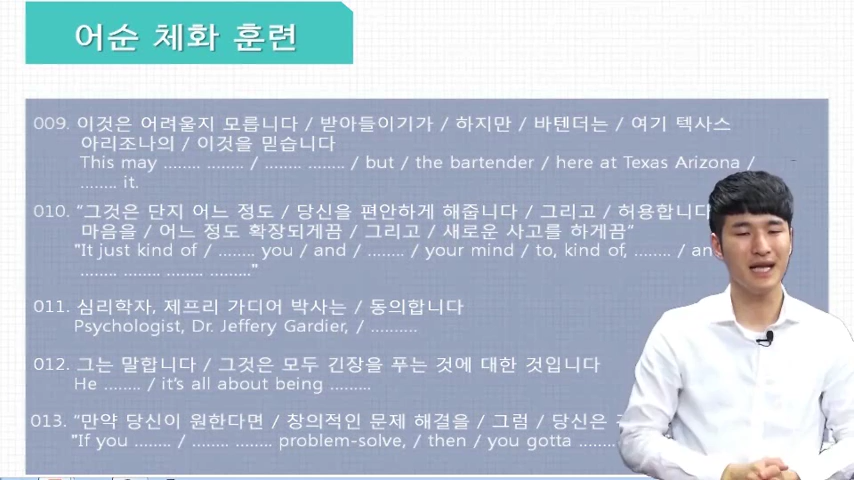 어순 체화 훈련
009. 이것은 어려울지 모릅니다 / 받아들이기가 / 하지만 / 바텐더는 / 여기 텍사스
아리조나의 / 이것을 믿습니다
This may ........ ........ / ........ ........ / but / the bartender / here at Texas Arizona /
........ it.
010. “그것은 단지 어느 정도 / 당신을 편안하게 해줍니다 / 그리고 / 허용합니다
마음을 / 어느 정도 확장되게끔 / 그리고 / 새로운 사고를 하게끔”
"It just kind of / ........ you / and / ........ / your mind / to, kind of, ........ / an
........ ........ ........ ........."
011. 심리학자, 제프리 가디어 박사는 / 동의합니다
Psychologist, Dr. Jeffery Gardier, / ..........
012. 그는 말합니다 / 그것은 모두 긴장을 푸는 것에 대한 것입니다
He ........ / it’s all about being .........
013. “만약 당신이 원한다면 / 창의적인 문제 해결을 / 그럼 / 당신은
"If you ........ / ........ ........ problem-solve, / then / you gotta ........